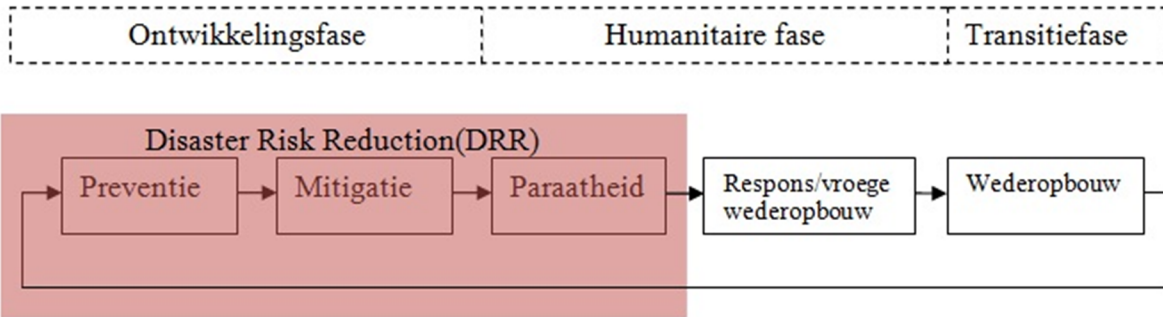 Ontwikkelingsfase
Humanitaire fase
Transitiefase
Disaster Risk Reduction(DRR)
Preventie
Mitigatie
Paraatheid
Respons/vroege
wederopbouw
Wederopbouw